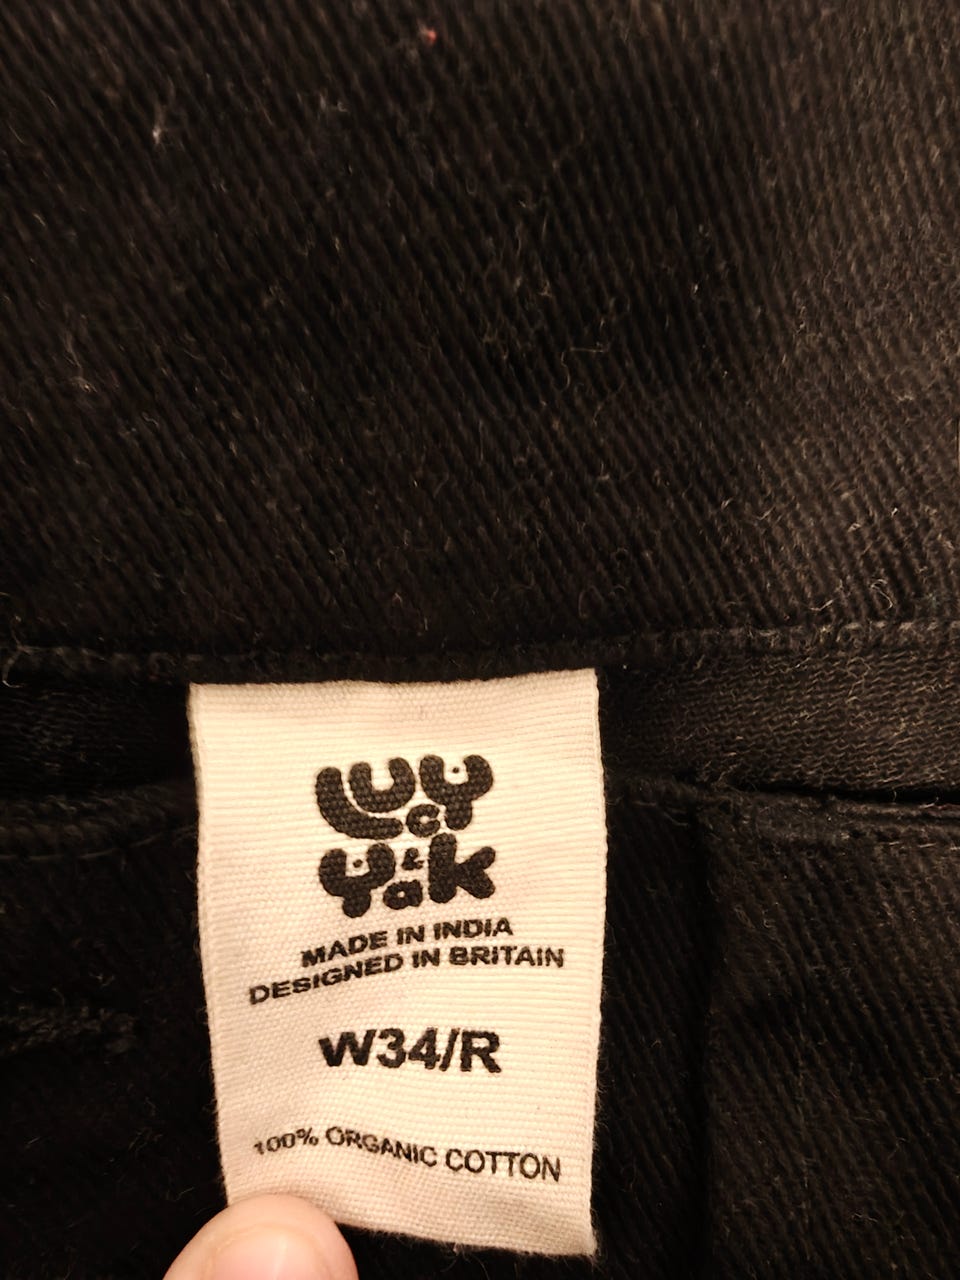 Lucy
& Yak
MADE IN INDIA
DESIGNED IN BRITAIN
W34/R
100% ORGANIC COTTON